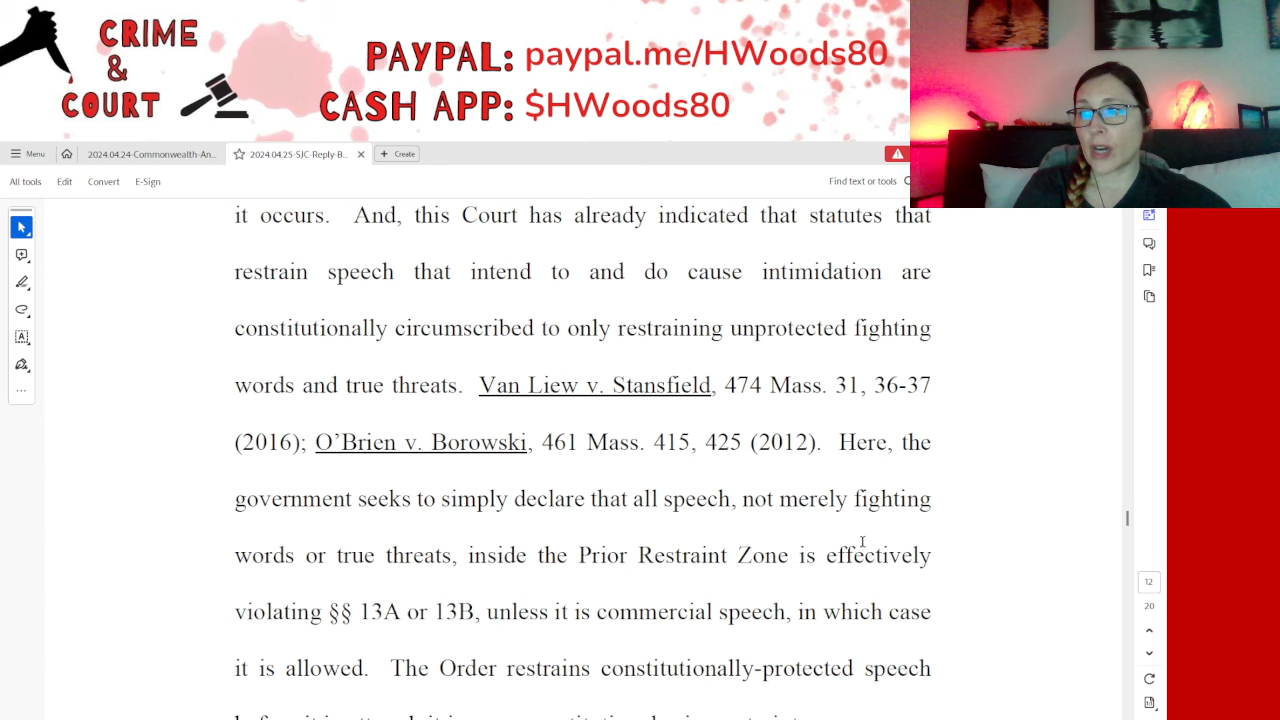 CRIME
&
COURT
PAYPAL: paypal.me/HWoods80
CASH APP: $HWoods80
Menu 2024.04.24-Commonwealth-An... 2024.04.25-SJC-Reply-B... Create
All tools Edit Convert E-Sign Find text or tools
it occurs. And, this Court has already indicated that statutes that
restrain speech that intend to and do cause intimidation are
constitutionally circumscribed to only restraining unprotected fighting
words and true threats. Van Liew v. Stansfield, 474 Mass. 31, 36-37
(2016); O’Brien v. Borowski, 461 Mass. 415, 425 (2012). Here, the
government seeks to simply declare that all speech, not merely fighting
words or true threats, inside the Prior Restraint Zone is effectively
violating §§ 13A or 13B, unless it is commercial speech, in which case
it is allowed. The Order restrains constitutionally-protected speech
12
20